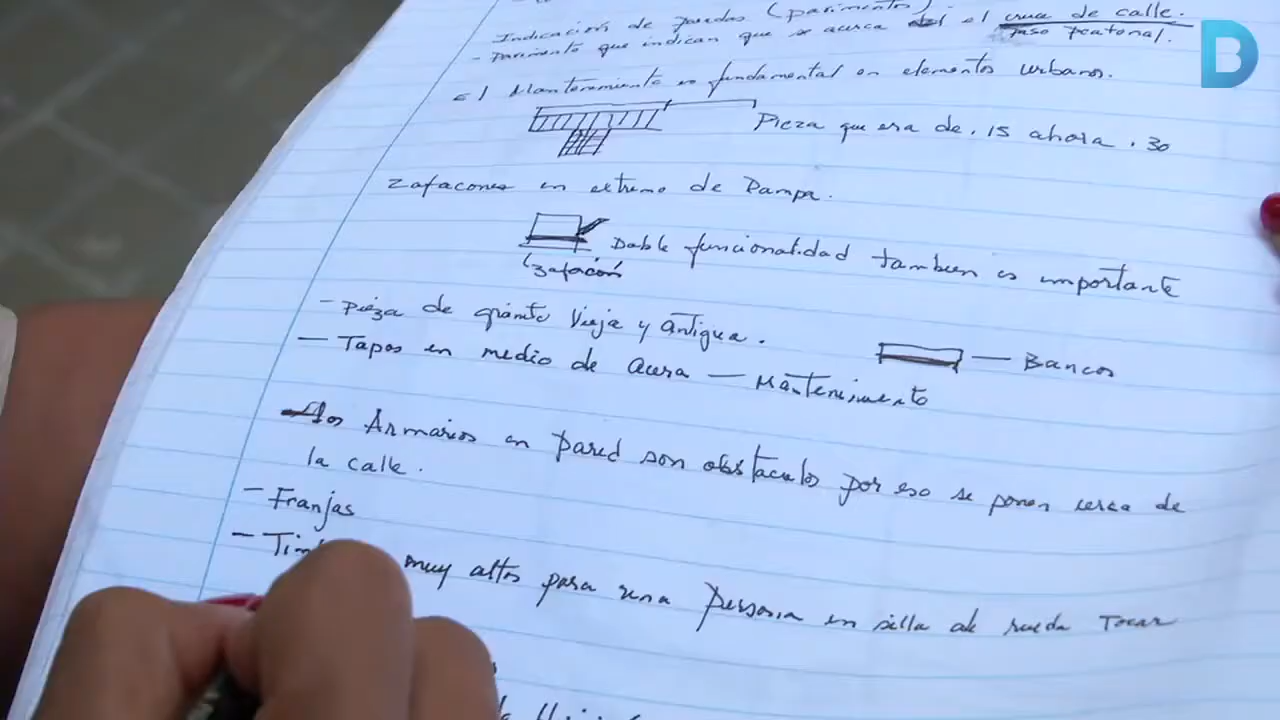 Indicación de paredes (pavimento)
- Pavimento que indican que se acerca el cruce de calle.
paso peatonal.
El Mantenimiento es fundamental en elementos urbanos.
Pieza que era de .15 ahora .30
Zafacones en extremo de Rampa.
Doble funcionalidad tambien es importante
zafacón
- Pieza de granito Vieja y antigua.
- Tapas en medio de acera - Mantenimiento
- Bancos
Los Armarios en pared son obstaculos por eso se ponen cerca de
la calle.
- Franjas
- muy altos para una persona en silla de rueda tocar
B